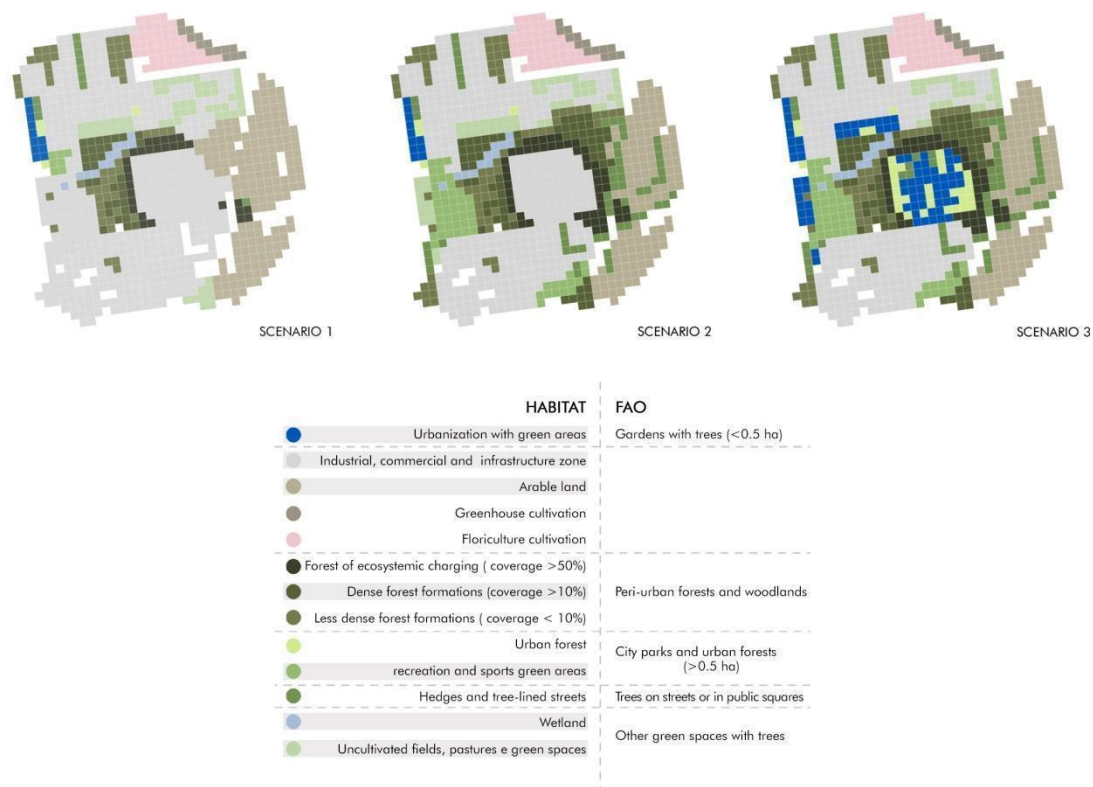 SCENARIO 1
SCENARIO 2
SCENARIO 3
HABITAT
FAO
Urbanization with green areas
Gardens with trees (<0.5 ha)
Industrial, commercial and infrastructure zone
Arable land
Greenhouse cultivation
Floriculture cultivation
Forest of ecosystemic charging ( coverage >50%)
Dense forest formations (coverage >10%)
Peri-urban forests and woodlands
Less dense forest formations ( coverage < 10%)
Urban forest
City parks and urban forests
(>0.5 ha)
recreation and sports green areas
Hedges and tree-lined streets
Trees on streets or in public squares
Wetland
Other green spaces with trees
Uncultivated fields, pastures e green spaces